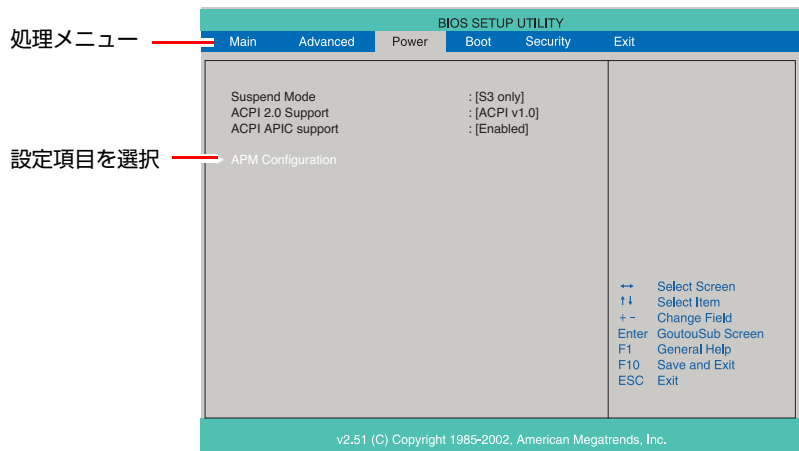 BIOS SETUP UTILITY
処理メニュー
Main Advanced Power Boot Security Exit
Suspend Mode : [S3 only]
ACPI 2.0 Support : [ACPI v1.0]
ACPI APIC support : [Enabled]
設定項目を選択
APM Configuration
↔ Select Screen
↑↓ Select Item
+ - Change Field
Enter GoutouSub Screen
F1 General Help
F10 Save and Exit
ESC Exit
v2.51 (C) Copyright 1985-2002, American Megatrends, Inc.